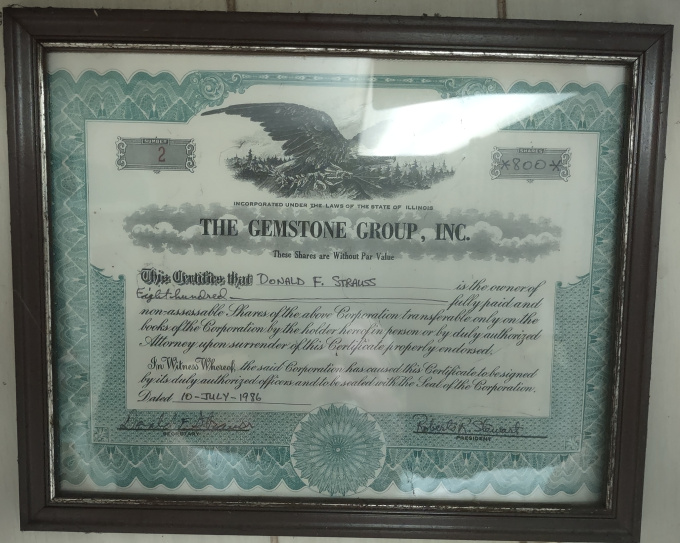 NUMBER
2
SHARES
*800*
INCORPORATED UNDER THE LAWS OF THE STATE OF ILLINOIS
THE GEMSTONE GROUP, INC.
These Shares are Without Par Value
This Certifies that DONALD F. STRAUSS is the owner of
Eight hundred fully paid and
non-assessable Shares of the above Corporation transferable only on the
books of the Corporation by the holder hereof in person or by duly authorized
Attorney upon surrender of this Certificate properly endorsed.
In Witness Whereof, the said Corporation has caused this Certificate to be signed
by its duly authorized officers and to be sealed with the Seal of the Corporation.
Dated 10-JULY-1986
Donald F. Strauss
Robert R. Stewart
SECRETARY
PRESIDENT